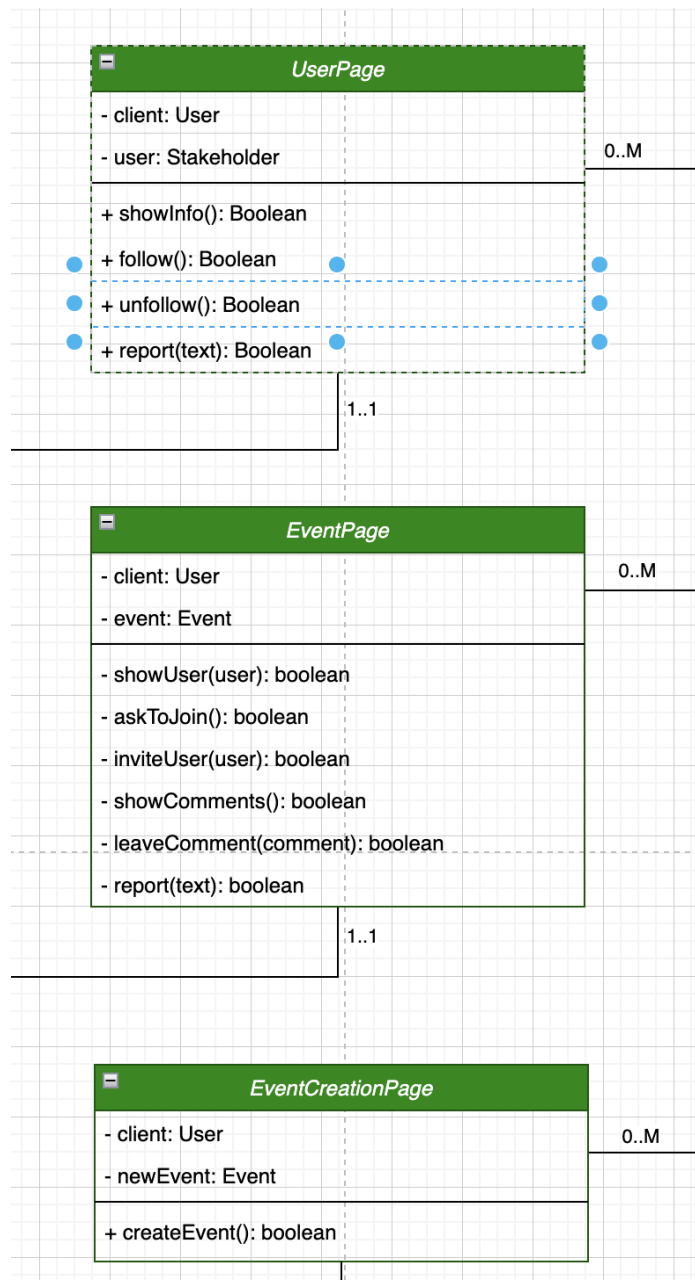 UserPage
- client: User
- user: Stakeholder
0..M
+ showInfo(): Boolean
+ follow(): Boolean
+ unfollow(): Boolean
+ report(text): Boolean
1..1
EventPage
- client: User
0..M
- event: Event
- showUser(user): boolean
- askToJoin(): boolean
- inviteUser(user): boolean
- showComments(): boolean
- leaveComment(comment): boolean
- report(text): boolean
1..1
EventCreationPage
- client: User
0..M
- newEvent: Event
+ createEvent(): boolean